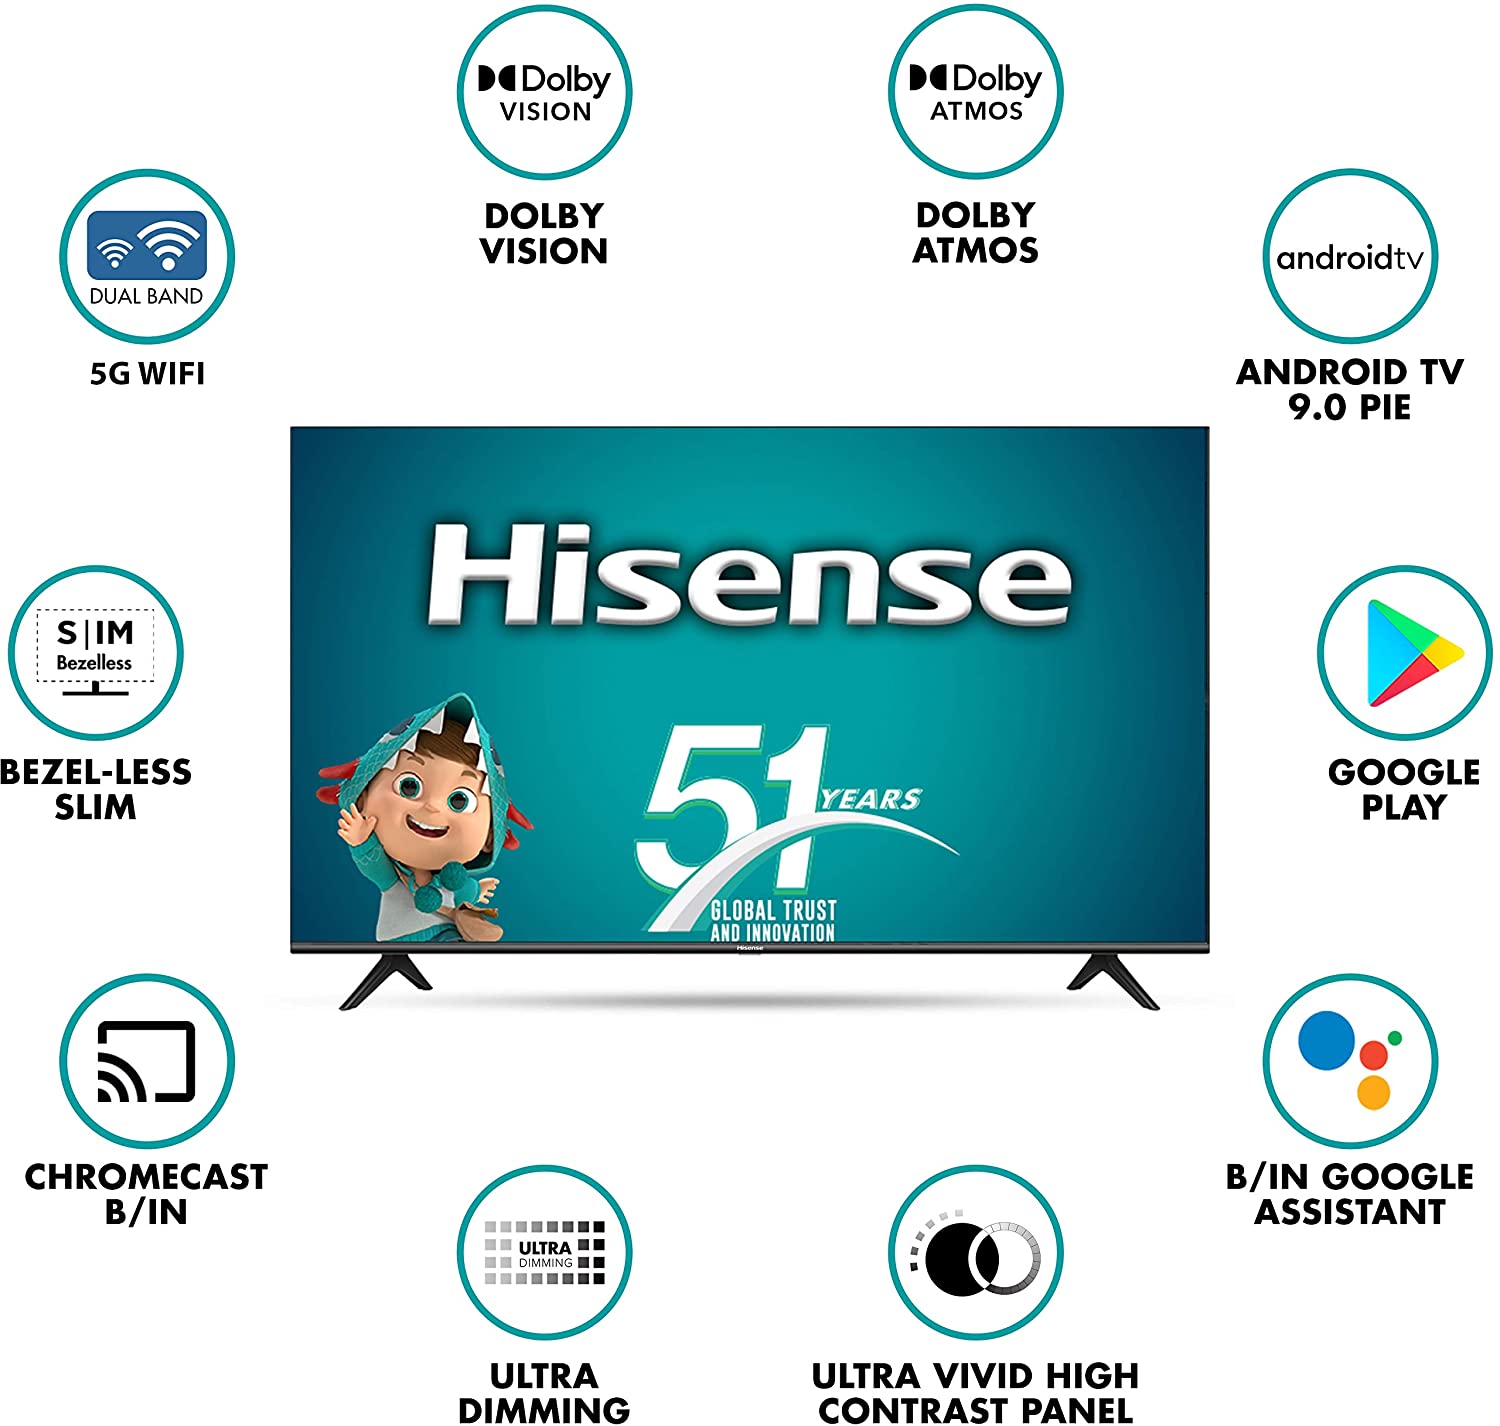 Dolby
VISION
DOLBY
VISION
Dolby
ATMOS
DOLBY
ATMOS
DUAL BAND
5G WIFI
androidtv
ANDROID TV
9.0 PIE
Hisense
51
YEARS
GLOBAL TRUST
AND INNOVATION
Hisense
S|IM
Bezelless
BEZEL-LESS
SLIM
GOOGLE
PLAY
CHROMECAST
B/IN
B/IN GOOGLE
ASSISTANT
ULTRA
DIMMING
ULTRA
DIMMING
ULTRA VIVID HIGH
CONTRAST PANEL